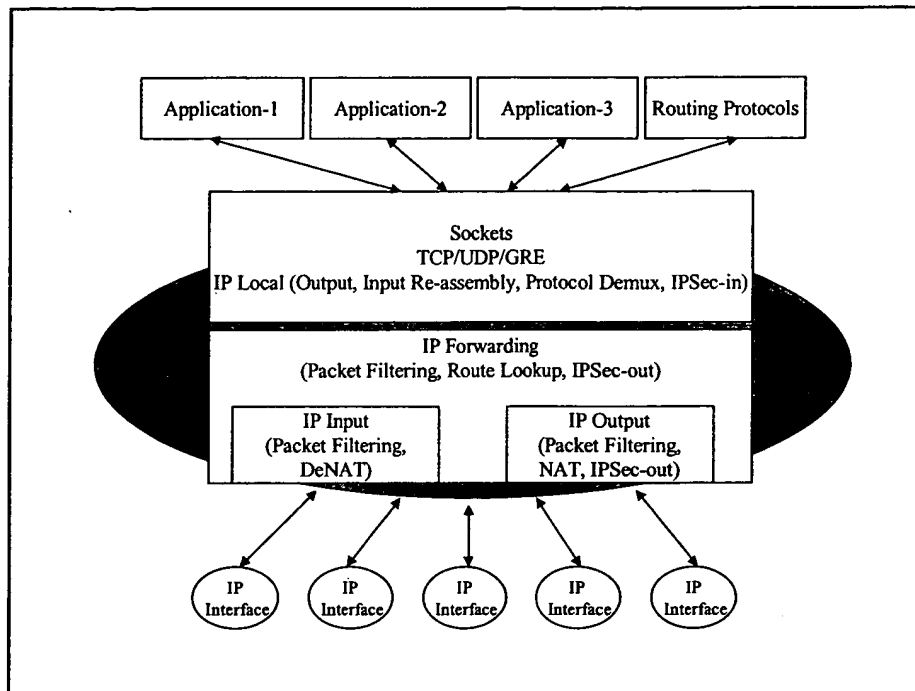 Application-1
Application-2
Application-3
Routing Protocols
Sockets
TCP/UDP/GRE
IP Local (Output, Input Re-assembly, Protocol Demux, IPSec-in)
IP Forwarding
(Packet Filtering, Route Lookup, IPSec-out)
IP Input
(Packet Filtering,
DeNAT)
IP Output
(Packet Filtering,
NAT, IPSec-out)
IP
Interface
IP
Interface
IP
Interface
IP
Interface
IP
Interface